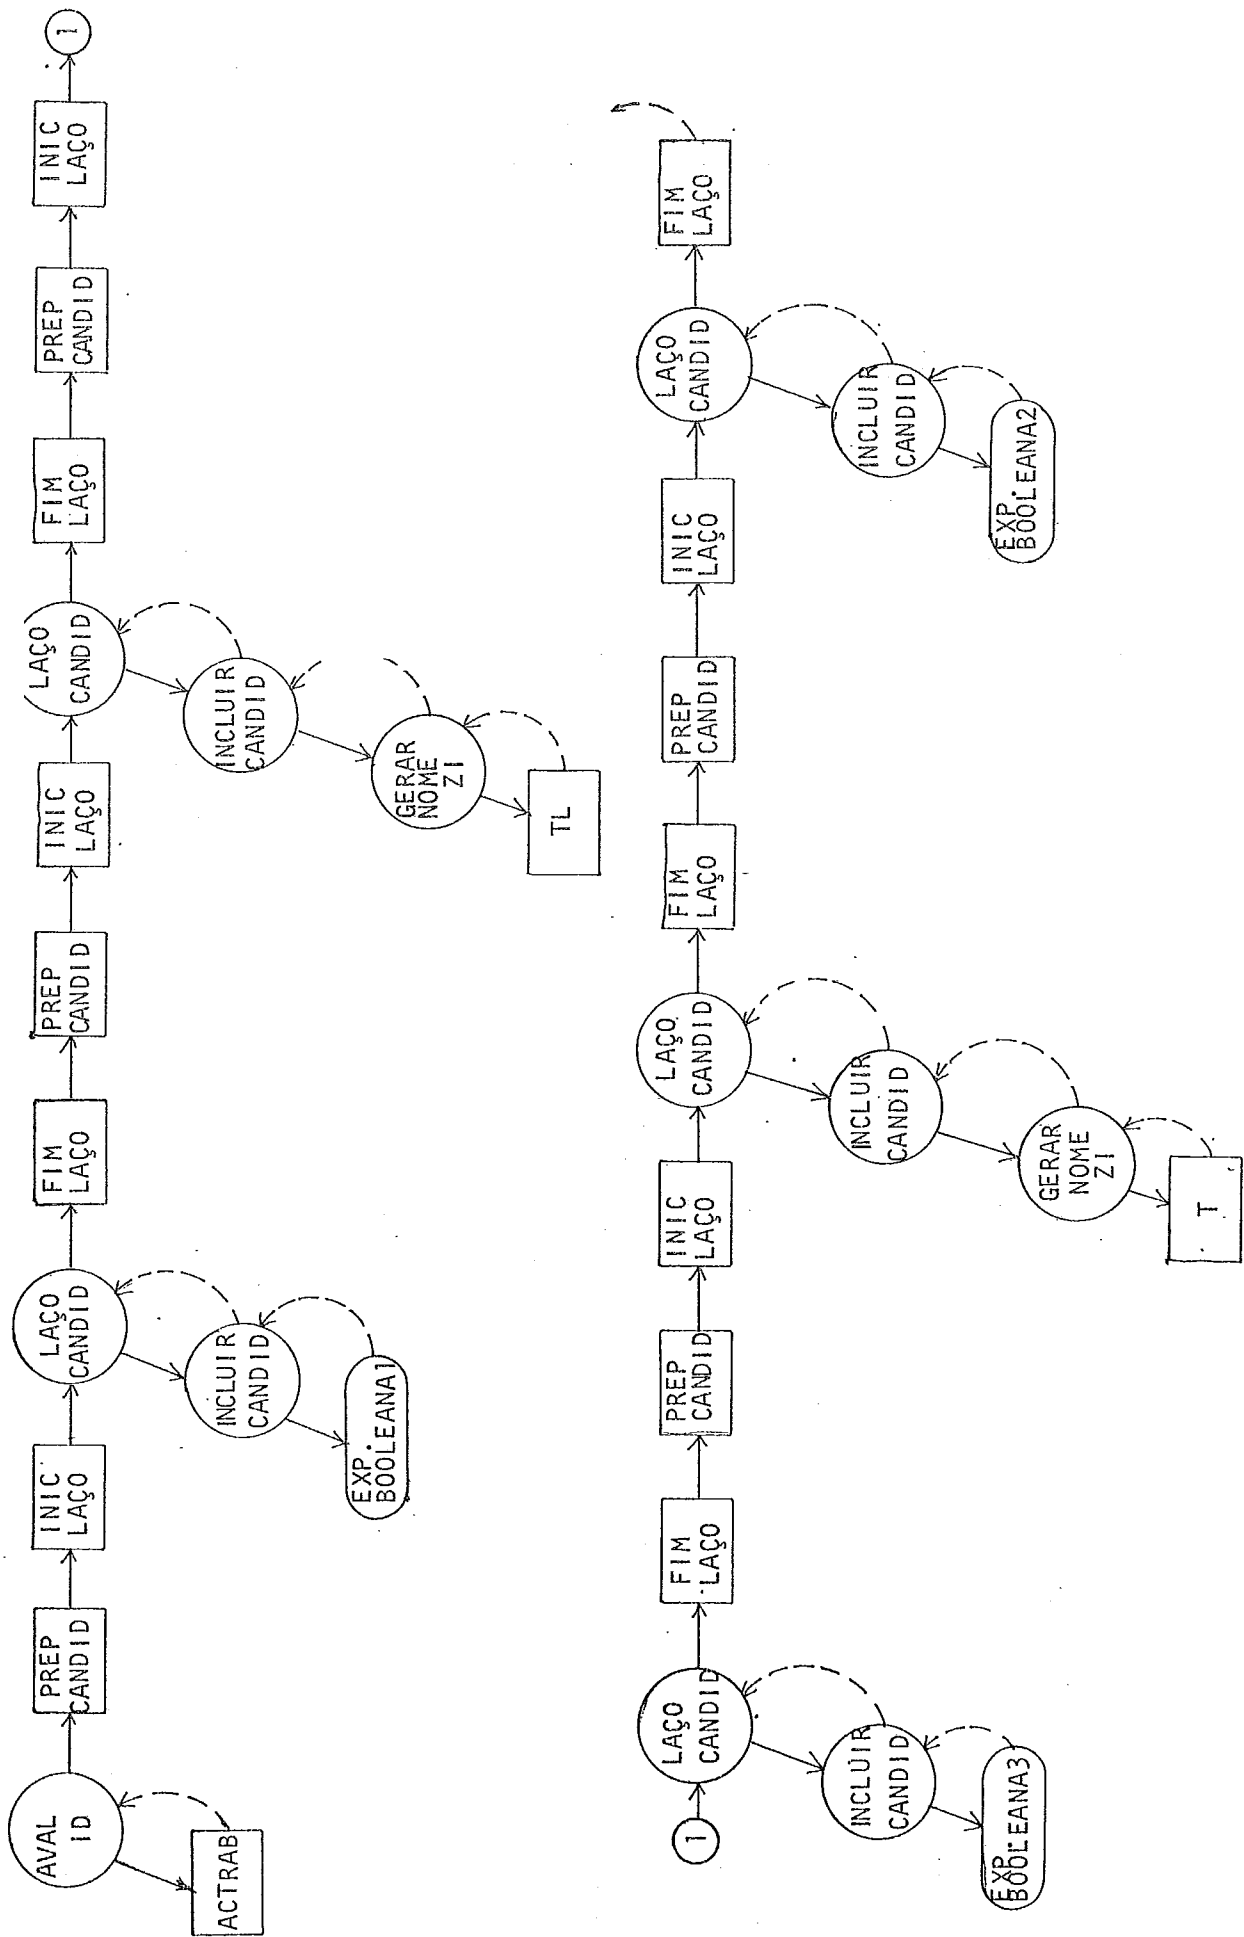 AVAL
ID
ACTRAB
PREP
CANDID
INIC
LAÇO
LAÇO
CANDID
INCLUIR
CANDID
EXP.
BOOLEANA1
FIM
LAÇO
PREP
CANDID
INIC
LAÇO
LAÇO
CANDID
INCLUIR
CANDID
GERAR
NOME
ZI
TL
FIM
LAÇO
PREP
CANDID
INIC
LAÇO
1
1
LAÇO
CANDID
INCLUIR
CANDID
EXP.
BOOLEANA3
FIM
LAÇO
PREP
CANDID
INIC
LAÇO
LAÇO
CANDID
INCLUIR
CANDID
GERAR
NOME
ZI
T
FIM
LAÇO
PREP
CANDID
INIC
LAÇO
LAÇO
CANDID
INCLUIR
CANDID
EXP.
BOOLEANA2
FIM
LAÇO